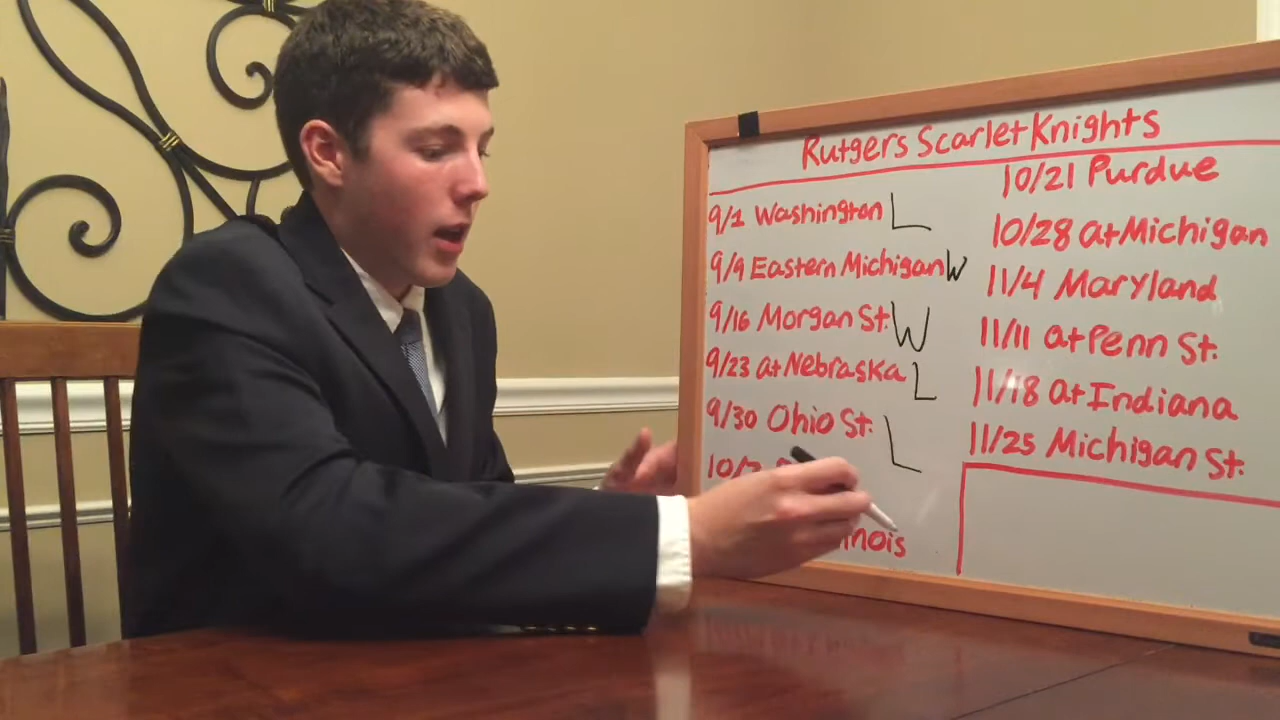 Rutgers Scarlet Knights
9/1 Washington L
9/9 Eastern Michigan W
9/16 Morgan St. W
9/23 at Nebraska L
9/30 Ohio St. L
10/7
10/21 Purdue
10/28 at Michigan
11/4 Maryland
11/11 at Penn St.
11/18 at Indiana
11/25 Michigan St.